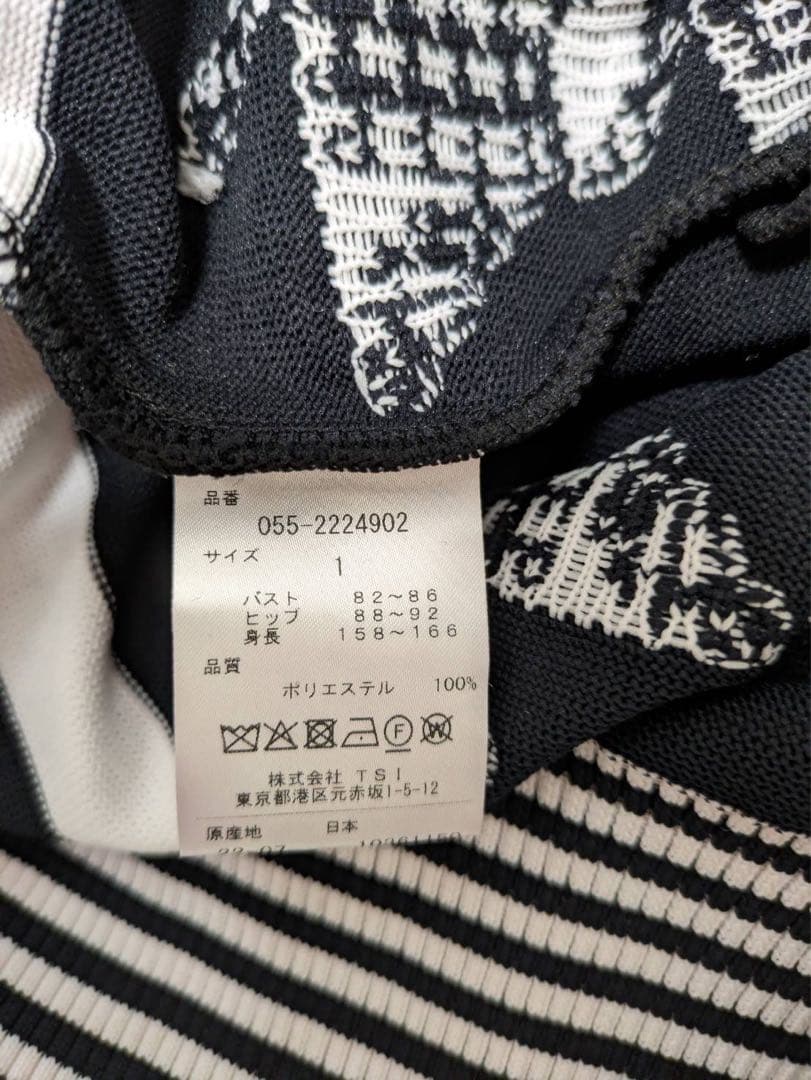 品番
055-2224902
サイズ
1
バスト 82〜86
ヒップ 88〜92
身長 158〜166
品質
ポリエステル 100%
F W
株式会社 TSI
東京都港区元赤坂1-5-12
原産地 日本